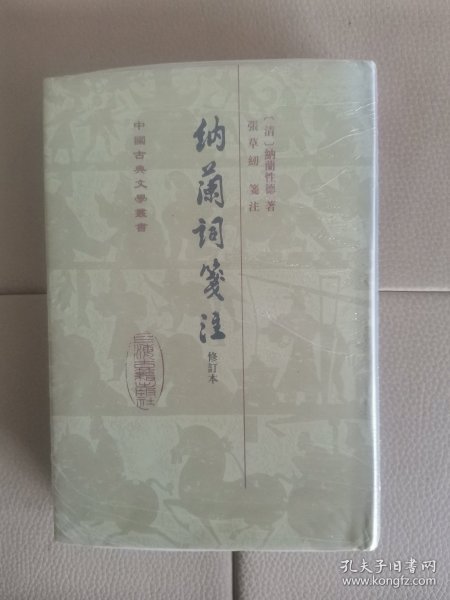 〔清〕納蘭性德 著
張草紉 箋注
納蘭詞箋注
修訂本
中國古典文學叢書
上海古籍出版社
孔夫子旧书网
www.kongfz.com